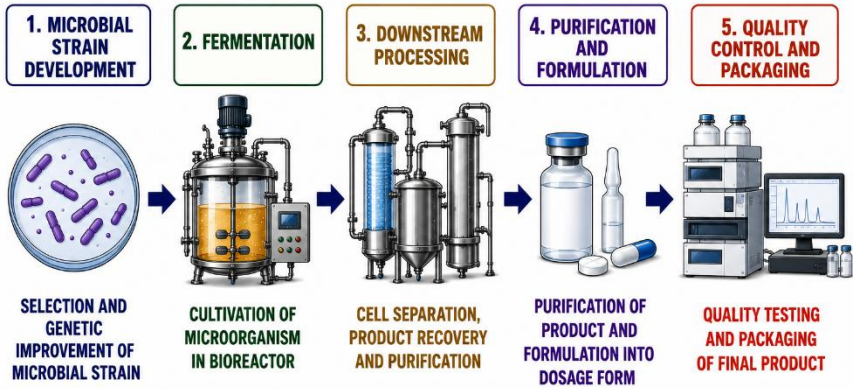 1. MICROBIAL
STRAIN
DEVELOPMENT
2. FERMENTATION
3. DOWNSTREAM
PROCESSING
4. PURIFICATION
AND
FORMULATION
5. QUALITY
CONTROL AND
PACKAGING
SELECTION AND
GENETIC
IMPROVEMENT OF
MICROBIAL STRAIN
CULTIVATION OF
MICROORGANISM
IN BIOREACTOR
CELL SEPARATION,
PRODUCT RECOVERY
AND PURIFICATION
PURIFICATION OF
PRODUCT AND
FORMULATION INTO
DOSAGE FORM
QUALITY TESTING
AND PACKAGING
OF FINAL PRODUCT